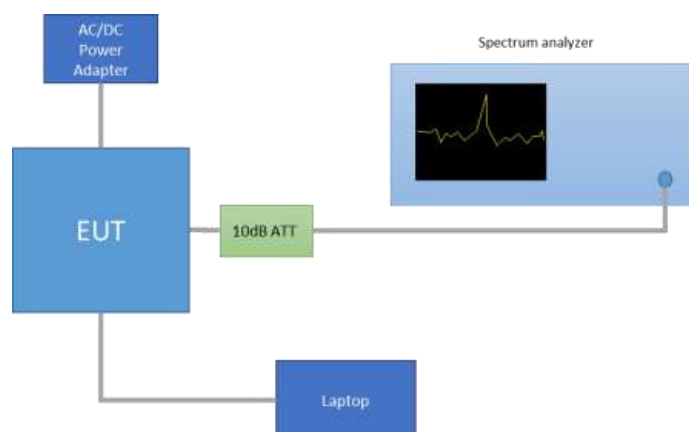 AC/DC
Power
Adapter
Spectrum analyzer
EUT
10dB ATT
Laptop